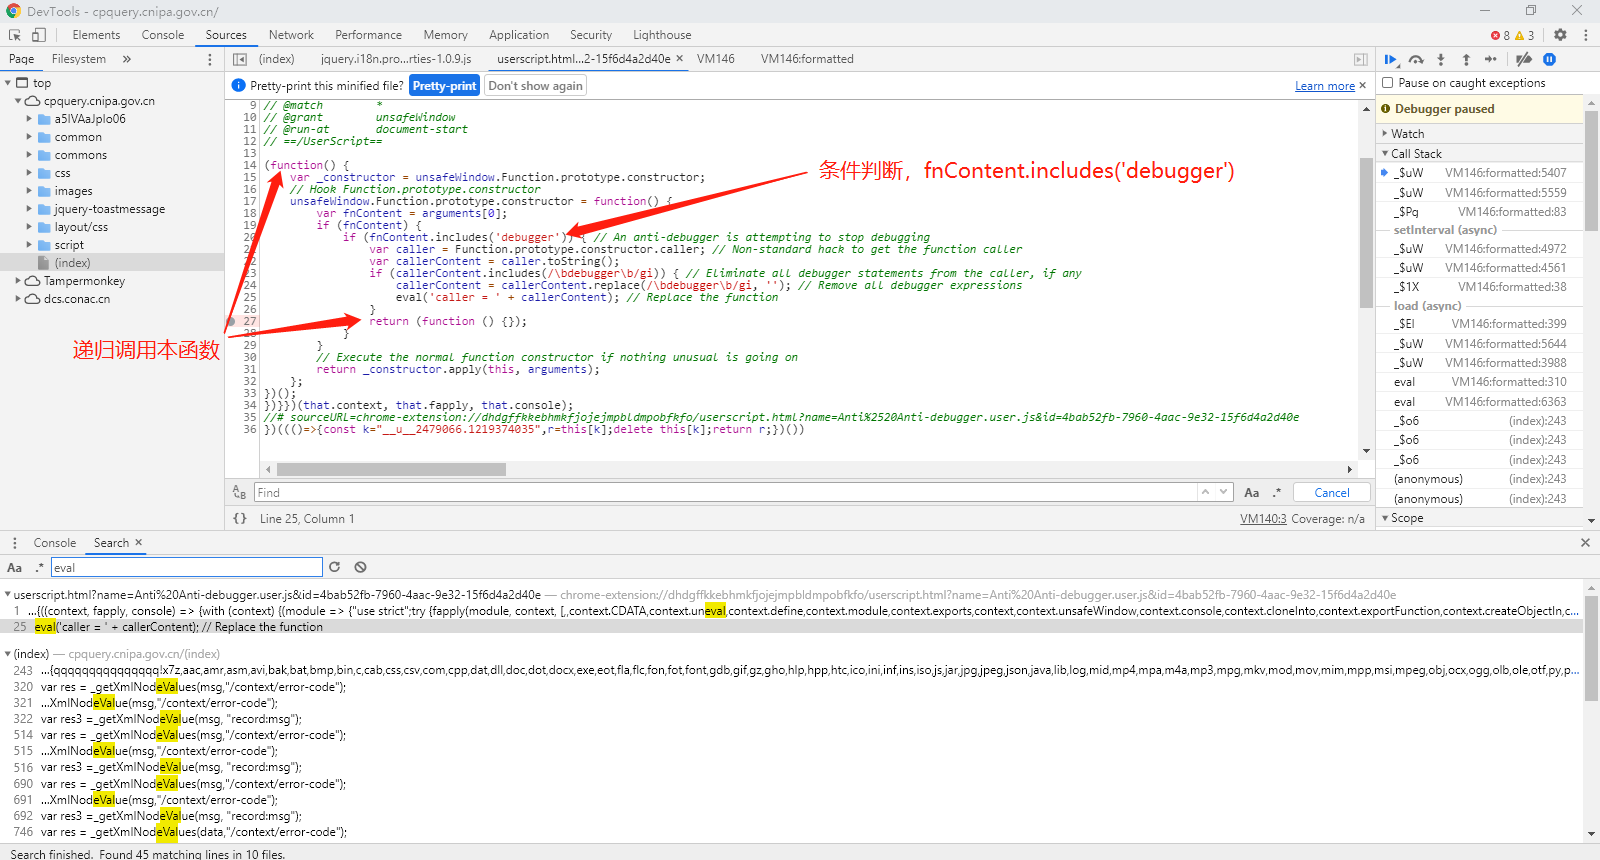 DevTools - cpquery.cnipa.gov.cn/
Elements Console Sources Network Performance Memory Application Security Lighthouse 8 3
Page Filesystem »
(index) jquery.i18n.pro...rties-1.0.9.js userscript.html...2-15f6d4a2d40e × VM146 VM146:formatted
top
cpquery.cnipa.gov.cn
a5IVAaJplo06
common
commons
css
images
jquery-toastmessage
layout/css
script
(index)
Tampermonkey
dcs.conac.cn
Pretty-print this minified file? Pretty-print Don't show again Learn more ×
9 // @match *
10 // @grant unsafeWindow
11 // @run-at document-start
12 // ==/UserScript==
13
14 (function() {
15 var _constructor = unsafeWindow.Function.prototype.constructor;
16 // Hook Function.prototype.constructor
17 unsafeWindow.Function.prototype.constructor = function() {
18 var fnContent = arguments[0];
19 if (fnContent) {
20 if (fnContent.includes('debugger')) { // An anti-debugger is attempting to stop debugging
21 var caller = Function.prototype.constructor.caller; // Non-standard hack to get the function caller
22 var callerContent = caller.toString();
23 if (callerContent.includes(/\bdebugger\b/gi)) { // Eliminate all debugger statements from the caller, if any
24 callerContent = callerContent.replace(/\bdebugger\b/gi, ''); // Remove all debugger expressions
25 eval('caller = ' + callerContent); // Replace the function
26 }
27 return (function () {});
28 }
29 }
30 // Execute the normal function constructor if nothing unusual is going on
31 return _constructor.apply(this, arguments);
32 };
33 })();
34 })}})(that.context, that.fapply, that.console);
35 //# sourceURL=chrome-extension://dhdgffkkebhmkfjojejmpbldmpobfkfo/userscript.html?name=Anti%2520Anti-debugger.user.js&id=4bab52fb-7960-4aac-9e32-15f6d4a2d40e
36 })((()=>{const k="__u__2479066.1219374035",r=this[k];delete this[k];return r;})())
条件判断，fnContent.includes('debugger')
递归调用本函数
Find Aa .* Cancel
{} Line 25, Column 1 VM140:3 Coverage: n/a
Pause on caught exceptions
Debugger paused
Watch
Call Stack
_$uW VM146:formatted:5407
_$uW VM146:formatted:5559
_$Pq VM146:formatted:83
setInterval (async)
_$uW VM146:formatted:4972
_$uW VM146:formatted:4561
_$1X VM146:formatted:38
load (async)
_$El VM146:formatted:399
_$uW VM146:formatted:5644
_$uW VM146:formatted:3988
eval VM146:formatted:310
eval VM146:formatted:6363
_$o6 (index):243
_$o6 (index):243
_$o6 (index):243
(anonymous) (index):243
(anonymous) (index):243
Scope
Console Search ×
Aa .* eval
userscript.html?name=Anti%20Anti-debugger.user.js&id=4bab52fb-7960-4aac-9e32-15f6d4a2d40e — chrome-extension://dhdgffkkebhmkfjojejmpbldmpobfkfo/userscript.html?name=Anti%20Anti-debugger.user.js&id=4bab52fb-7960-4aac-9e32-15f6d4a2d40e
1 ...{((context, fapply, console) => {with (context) {(module => {"use strict";try {fapply(module, context, [,,context.CDATA,context.uneval,context.define,context.module,context.exports,context,context.unsafeWindow,context.console,context.cloneInto,context.exportFunction,context.createObjectIn,c...
25 eval('caller = ' + callerContent); // Replace the function
(index) — cpquery.cnipa.gov.cn/(index)
243 ...{qqqqqqqqqqqqqqq!x7z,aac,amr,asm,avi,bak,bat,bmp,bin,c,cab,css,csv,com,cpp,dat,dll,doc,dot,docx,exe,eot,fla,flc,fon,fot,font,gdb,gif,gz,gho,hlp,hpp,htc,ico,ini,inf,ins,iso,js,jar,jpg,jpeg,json,java,lib,log,mid,mp4,mpa,m4a,mp3,mpg,mkv,mod,mov,mim,mpp,msi,mpeg,obj,ocx,ogg,olb,ole,otf,py,p...
320 var res = _getXmlNodeValues(msg,"/context/error-code");
321 ...XmlNodeValue(msg,"/context/error-code");
322 var res3 =_getXmlNodeValue(msg, "record:msg");
514 var res = _getXmlNodeValues(msg,"/context/error-code");
515 ...XmlNodeValue(msg,"/context/error-code");
516 var res3 =_getXmlNodeValue(msg, "record:msg");
690 var res = _getXmlNodeValues(msg,"/context/error-code");
691 ...XmlNodeValue(msg,"/context/error-code");
692 var res3 =_getXmlNodeValue(msg, "record:msg");
746 var res = _getXmlNodeValues(data,"/context/error-code");
Search finished. Found 45 matching lines in 10 files.